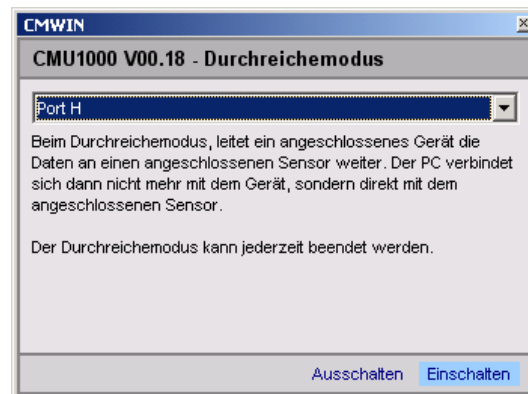 CMWIN
CMU1000 V00.18 - Durchreichemodus
Port H
Beim Durchreichemodus, leitet ein angeschlossenes Gerät die
Daten an einen angeschlossenen Sensor weiter. Der PC verbindet
sich dann nicht mehr mit dem Gerät, sondern direkt mit dem
angeschlossenen Sensor.
Der Durchreichemodus kann jederzeit beendet werden.
Ausschalten Einschalten